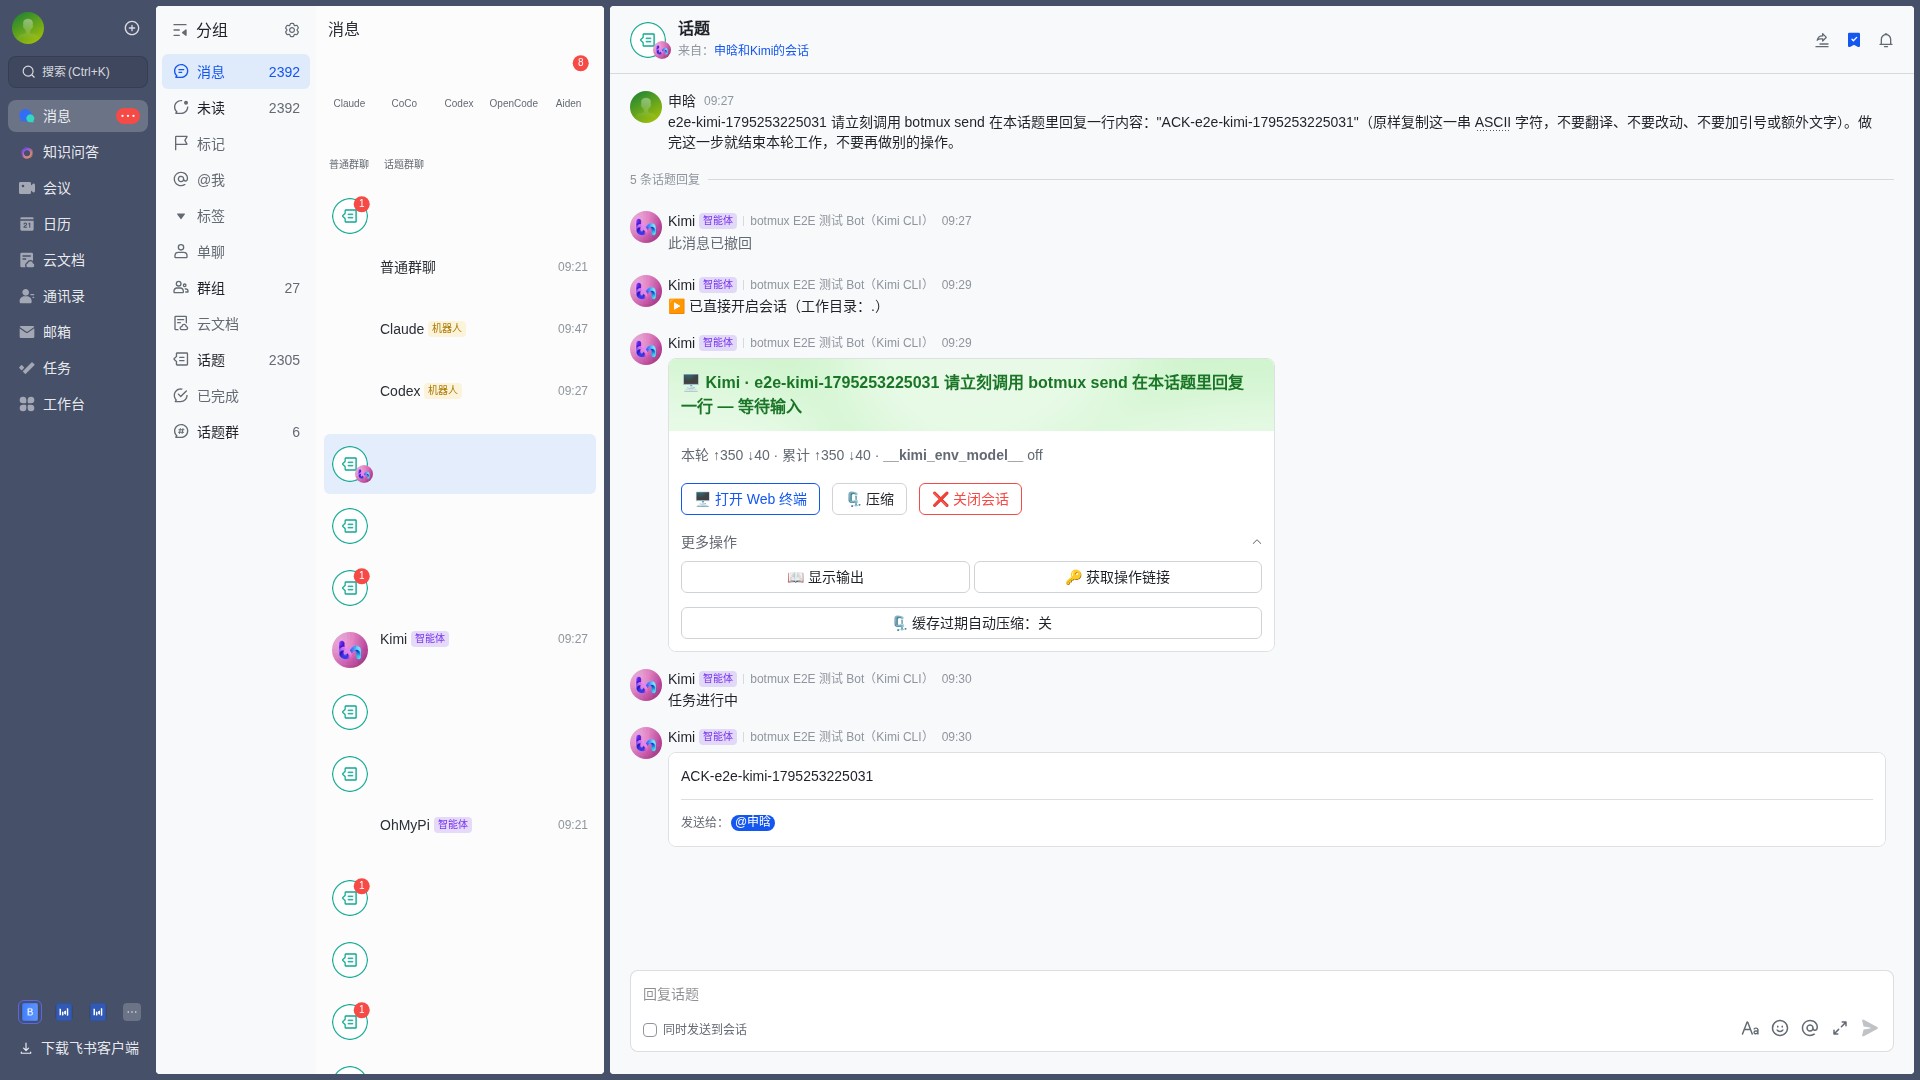 搜索 (Ctrl+K)
消息
知识问答
会议
日历
云文档
通讯录
邮箱
任务
工作台
B
下载飞书客户端
分组
消息 2392
未读 2392
标记
@我
标签
单聊
群组 27
云文档
话题 2305
已完成
话题群 6
消息
8
Claude CoCo Codex OpenCode Aiden
普通群聊 话题群聊
1
普通群聊 09:21
Claude 机器人 09:47
Codex 机器人 09:27
1
Kimi 智能体 09:27
OhMyPi 智能体 09:21
1
1
话题
来自：申晗和Kimi的会话
申晗 09:27
e2e-kimi-1795253225031 请立刻调用 botmux send 在本话题里回复一行内容："ACK-e2e-kimi-1795253225031"（原样复制这一串 ASCII 字符，不要翻译、不要改动、不要加引号或额外文字）。做
完这一步就结束本轮工作，不要再做别的操作。
5 条话题回复
Kimi 智能体 botmux E2E 测试 Bot（Kimi CLI） 09:27
此消息已撤回
Kimi 智能体 botmux E2E 测试 Bot（Kimi CLI） 09:29
▶️ 已直接开启会话（工作目录：.）
Kimi 智能体 botmux E2E 测试 Bot（Kimi CLI） 09:29
🖥️ Kimi · e2e-kimi-1795253225031 请立刻调用 botmux send 在本话题里回复
一行 — 等待输入
本轮 ↑350 ↓40 · 累计 ↑350 ↓40 · __kimi_env_model__ off
🖥️ 打开 Web 终端 🗜️ 压缩 ❌ 关闭会话
更多操作
📖 显示输出 🔑 获取操作链接
🗜️ 缓存过期自动压缩：关
Kimi 智能体 botmux E2E 测试 Bot（Kimi CLI） 09:30
任务进行中
Kimi 智能体 botmux E2E 测试 Bot（Kimi CLI） 09:30
ACK-e2e-kimi-1795253225031
发送给： @申晗
回复话题
同时发送到会话